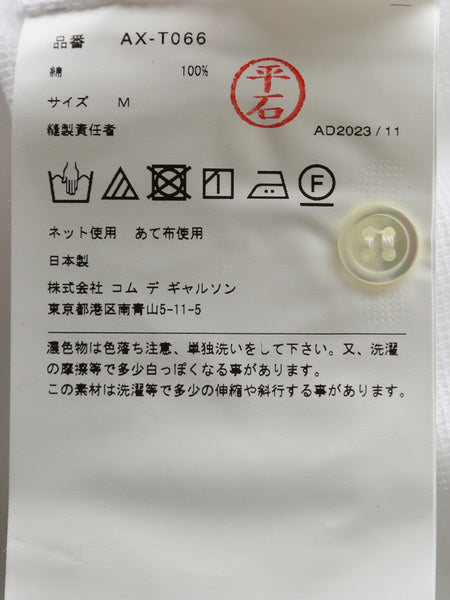 品番 AX-T066
綿 100%
サイズ M
平石
縫製責任者 AD2023/11
F
ネット使用 あて布使用
日本製
株式会社 コム デ ギャルソン
東京都港区南青山5-11-5
濃色物は色落ち注意、単独洗いをして下さい。又、洗濯
の摩擦等で多少白っぽくなる事があります。
この素材は洗濯等で多少の伸縮や斜行する事があります。